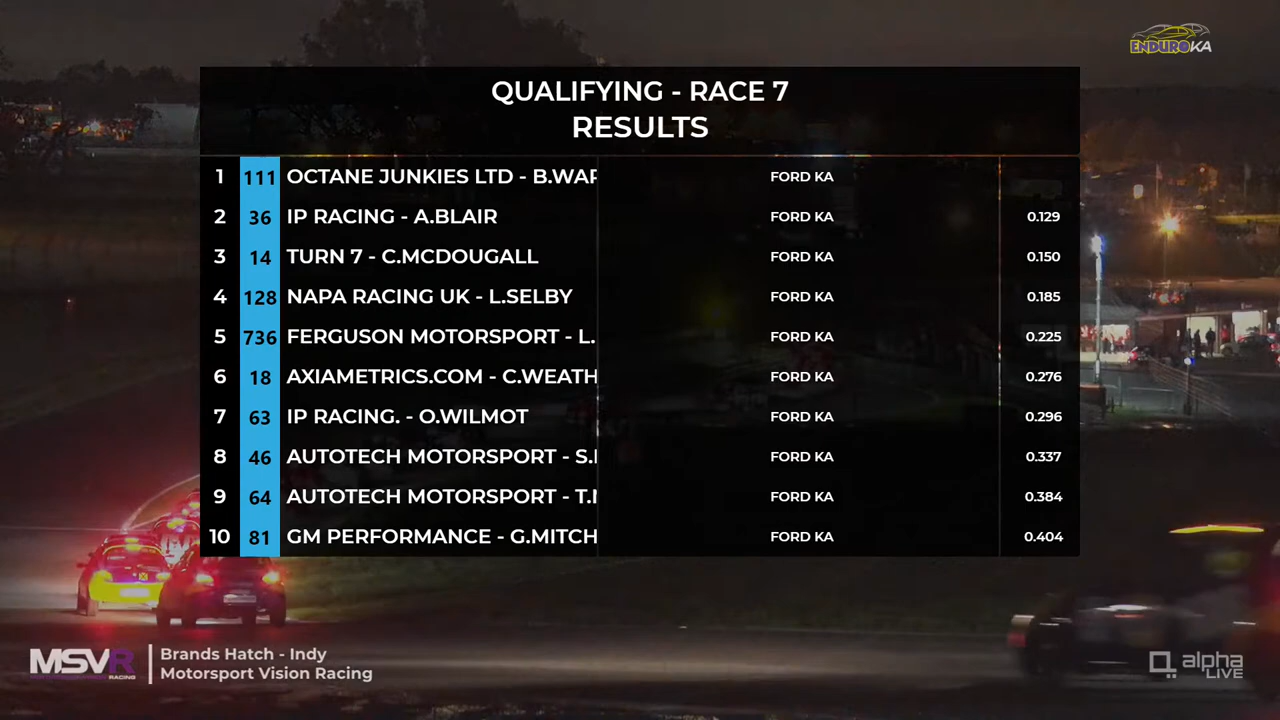 ENDUROKA
QUALIFYING - RACE 7
RESULTS
1 111 OCTANE JUNKIES LTD - B.WAR FORD KA
2 36 IP RACING - A.BLAIR FORD KA 0.129
3 14 TURN 7 - C.MCDOUGALL FORD KA 0.150
4 128 NAPA RACING UK - L.SELBY FORD KA 0.185
5 736 FERGUSON MOTORSPORT - L. FORD KA 0.225
6 18 AXIAMETRICS.COM - C.WEATH FORD KA 0.276
7 63 IP RACING. - O.WILMOT FORD KA 0.296
8 46 AUTOTECH MOTORSPORT - S. FORD KA 0.337
9 64 AUTOTECH MOTORSPORT - T. FORD KA 0.384
10 81 GM PERFORMANCE - G.MITCH FORD KA 0.404
MSVR
RACING
Brands Hatch - Indy
Motorsport Vision Racing
alpha
LIVE